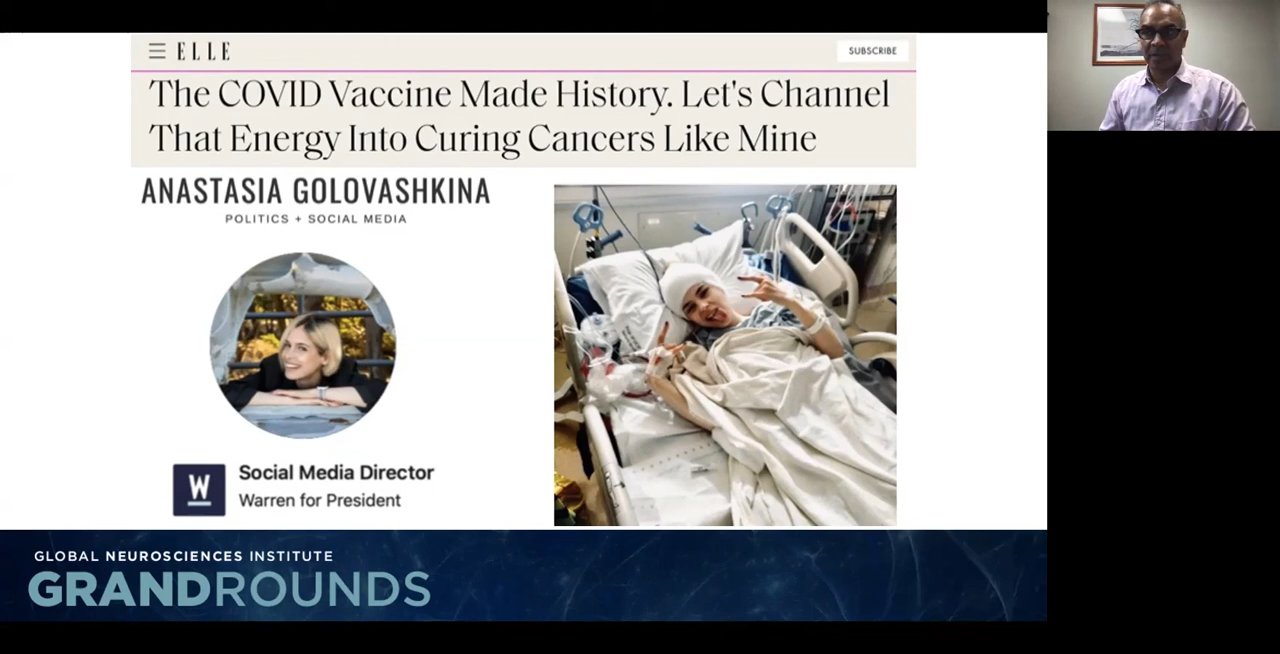 ELLE
SUBSCRIBE
The COVID Vaccine Made History. Let's Channel
That Energy Into Curing Cancers Like Mine
ANASTASIA GOLOVASHKINA
POLITICS + SOCIAL MEDIA
W
Social Media Director
Warren for President
GLOBAL NEUROSCIENCES INSTITUTE
GRANDROUNDS